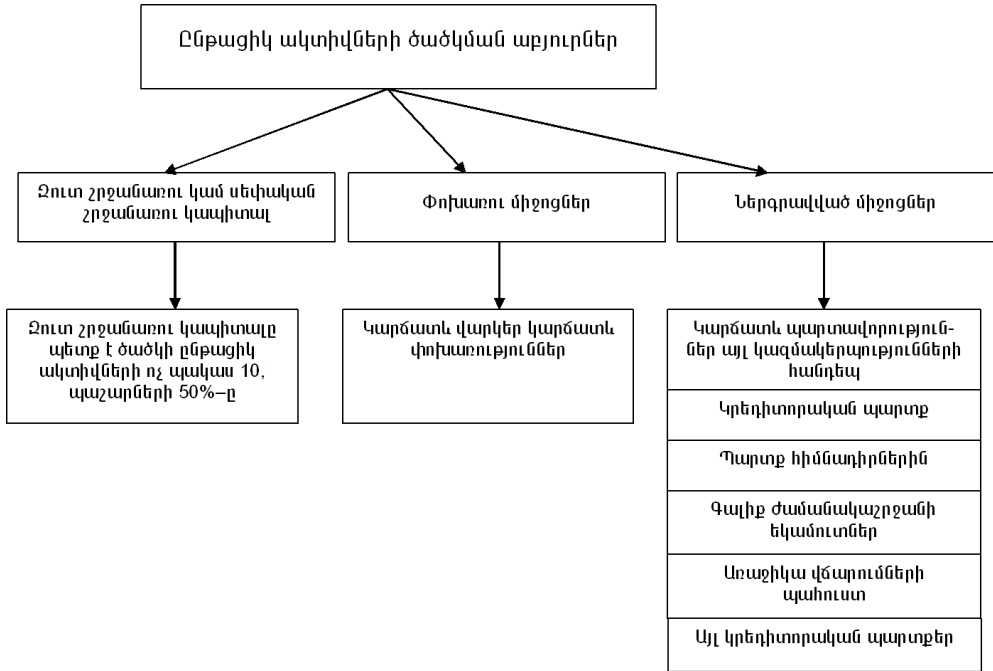 Ընթացիկ ակտիվների ծածկման աբյուրներ
Զուտ շրջանառու կամ սեփական
շրջանառու կապիտալ
Փոխառու միջոցներ
Ներգրավված միջոցներ
Զուտ շրջանառու կապիտալը
պետք է ծածկի ընթացիկ
ակտիվների ոչ պակաս 10,
պաշարների 50%–ը
Կարճատև վարկեր կարճատև
փոխառություններ
Կարճատև պարտավորություն-
ներ այլ կազմակերպությունների
հանդեպ
Կրեդիտորական պարտք
Պարտք հիմնադիրներին
Գալիք ժամանակաշրջանի
եկամուտներ
Առաջիկա վճարումների
պահուստ
Այլ կրեդիտորական պարտքեր